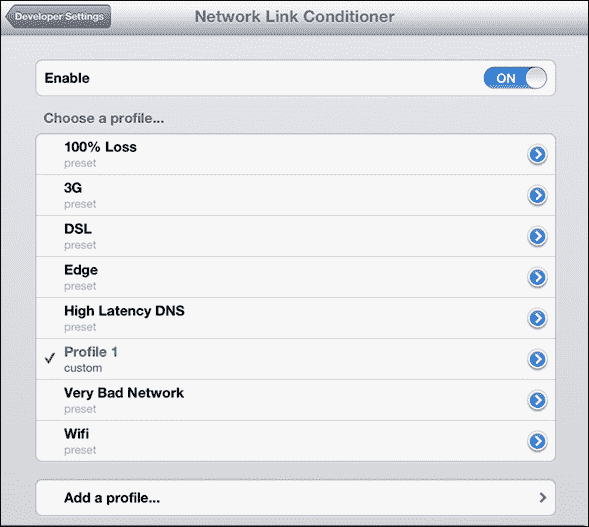 Developer Settings
Network Link Conditioner
Enable
ON
Choose a profile...
100% Loss
preset
3G
preset
DSL
preset
Edge
preset
High Latency DNS
preset
Profile 1
custom
Very Bad Network
preset
Wifi
preset
Add a profile...